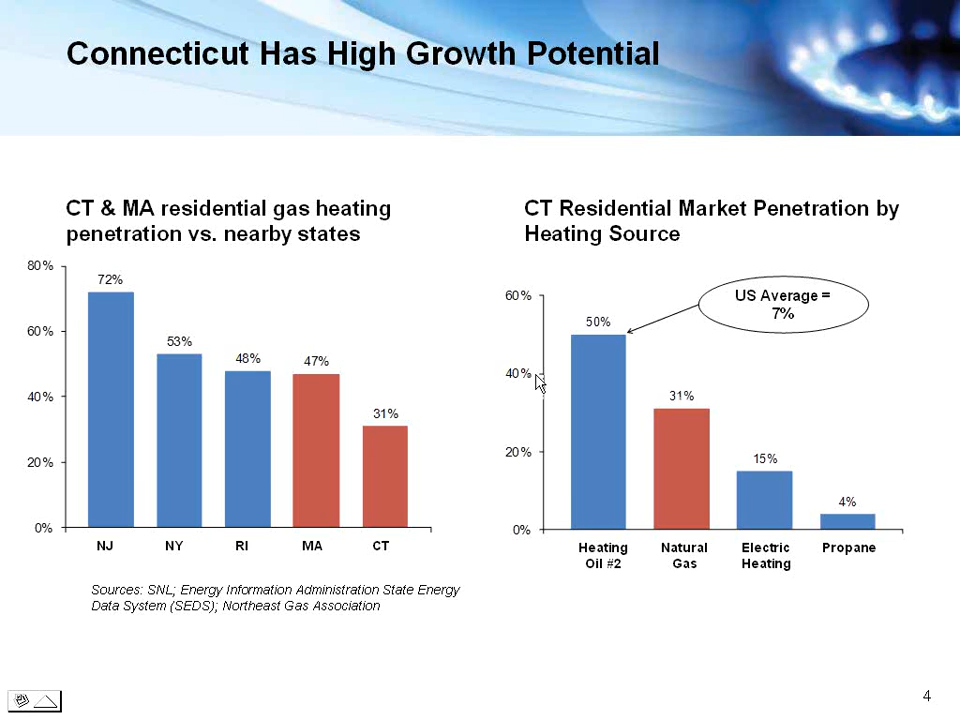 Connecticut Has High Growth Potential
CT & MA residential gas heating
penetration vs. nearby states
80%
60%
40%
20%
0%
72%
53%
48%
47%
31%
NJ
NY
RI
MA
CT
Sources: SNL; Energy Information Administration State Energy
Data System (SEDS); Northeast Gas Association
CT Residential Market Penetration by
Heating Source
60%
40%
20%
0%
US Average =
7%
50%
31%
15%
4%
Heating
Oil #2
Natural
Gas
Electric
Heating
Propane
4